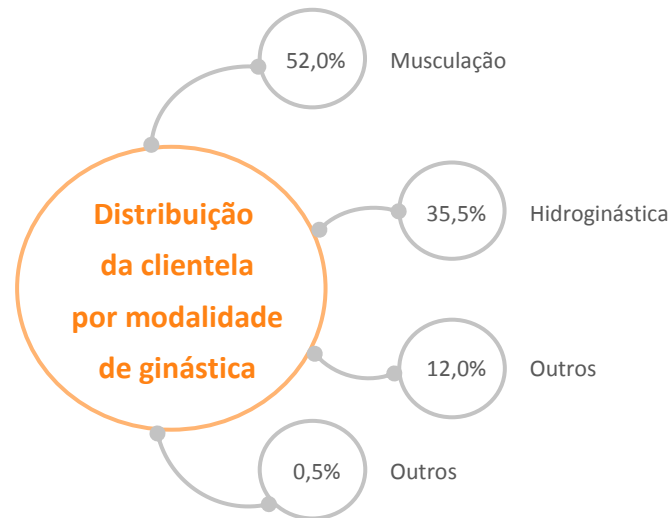 52,0% Musculação
35,5% Hidroginástica
Distribuição
da clientela
por modalidade
de ginástica
12,0% Outros
0,5% Outros